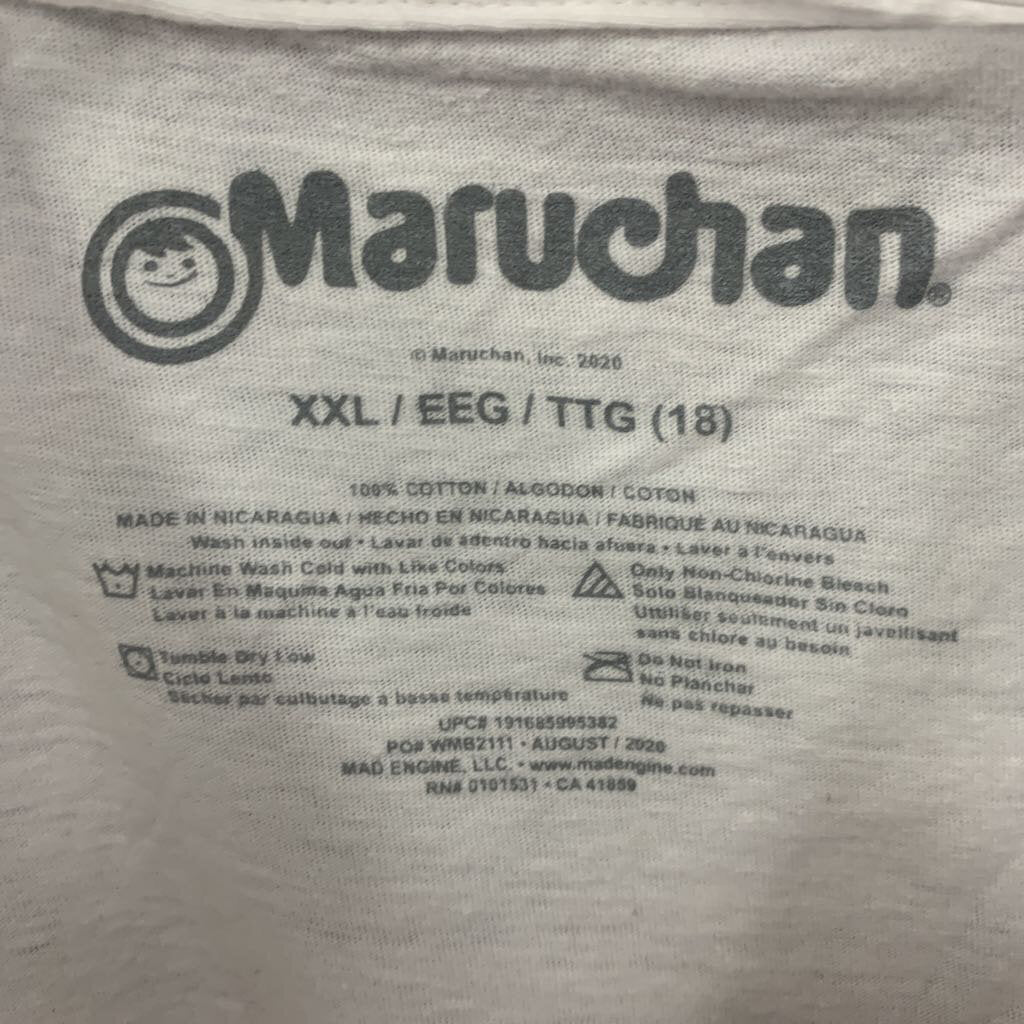 Maruchan®
© Maruchan, Inc. 2020
XXL / EEG / TTG (18)
100% COTTON / ALGODON / COTON
MADE IN NICARAGUA / HECHO EN NICARAGUA / FABRIQUÉ AU NICARAGUA
Wash inside out • Lavar de adentro hacia afuera • Laver à l'envers
Machine Wash Cold with Like Colors
Lavar En Maquina Agua Fria Por Colores
Laver à la machine à l'eau froide
Only Non-Chlorine Bleach
Solo Blanqueador Sin Cloro
Uttiliser seulement un javellisant
sans chlore au besoin
Tumble Dry Low
Ciclo Lento
Sécher par culbutage a basse température
Do Not Iron
No Planchar
Ne pas repasser
UPC# 191685995382
PO# WMB2111 • AUGUST / 2020
MAD ENGINE, LLC. • www.madengine.com
RN# 0101531 • CA 41859